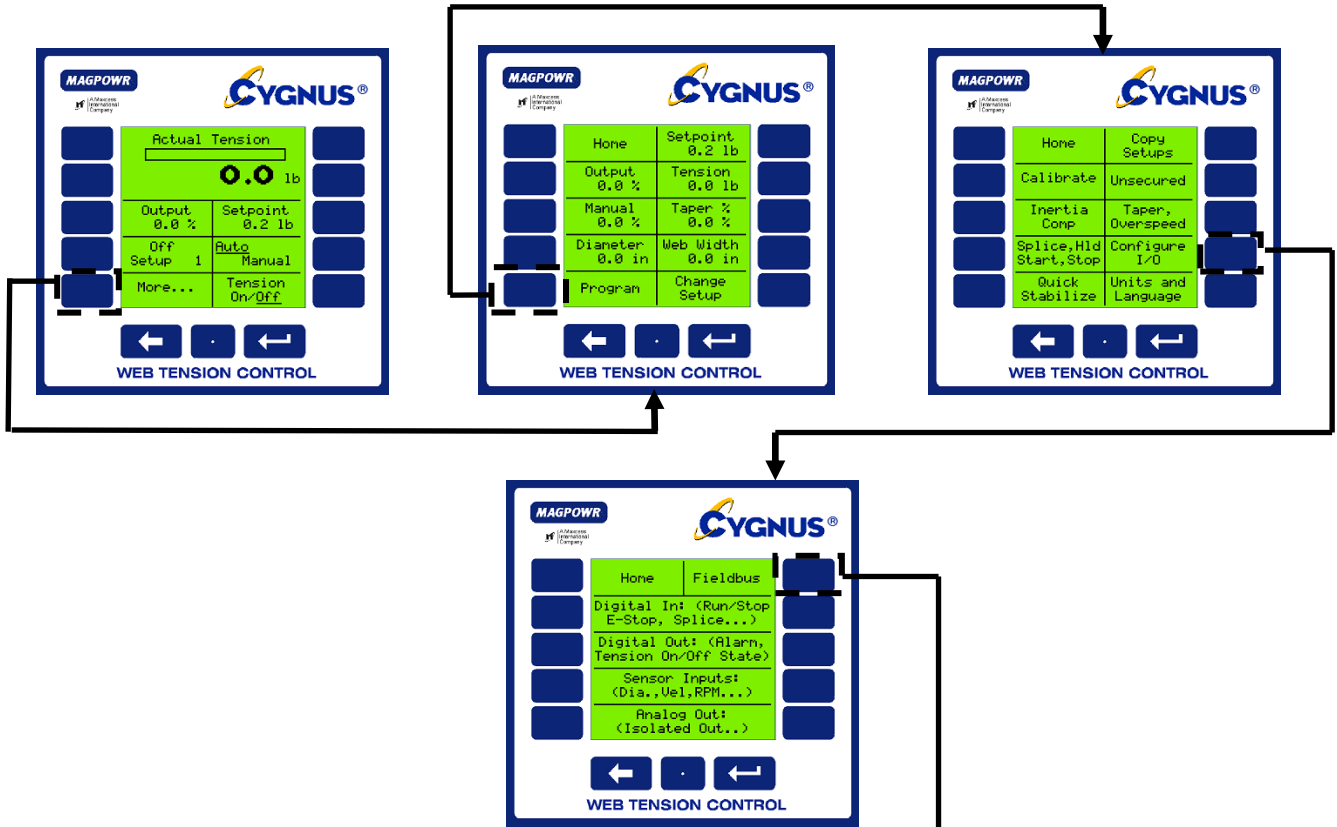 MAGPOWR
A Maxcess
International
Company
CYGNUS®
Actual Tension
0.0 lb
Output Setpoint
0.0 % 0.2 lb
Off Auto
Setup 1 Manual
More... Tension
On/Off
WEB TENSION CONTROL
MAGPOWR
A Maxcess
International
Company
CYGNUS®
Home Setpoint
0.2 lb
Output Tension
0.0 % 0.0 lb
Manual Taper %
0.0 % 0.0 %
Diameter Web Width
0.0 in 0.0 in
Program Change
Setup
WEB TENSION CONTROL
MAGPOWR
A Maxcess
International
Company
CYGNUS®
Home Copy
Setups
Calibrate Unsecured
Inertia Taper,
Comp Overspeed
Splice,Hld Configure
Start,Stop I/O
Quick Units and
Stabilize Language
WEB TENSION CONTROL
MAGPOWR
A Maxcess
International
Company
CYGNUS®
Home Fieldbus
Digital In: (Run/Stop
E-Stop, Splice...)
Digital Out: (Alarm,
Tension On/Off State)
Sensor Inputs:
(Dia.,Vel,RPM...)
Analog Out:
(Isolated Out..)
WEB TENSION CONTROL